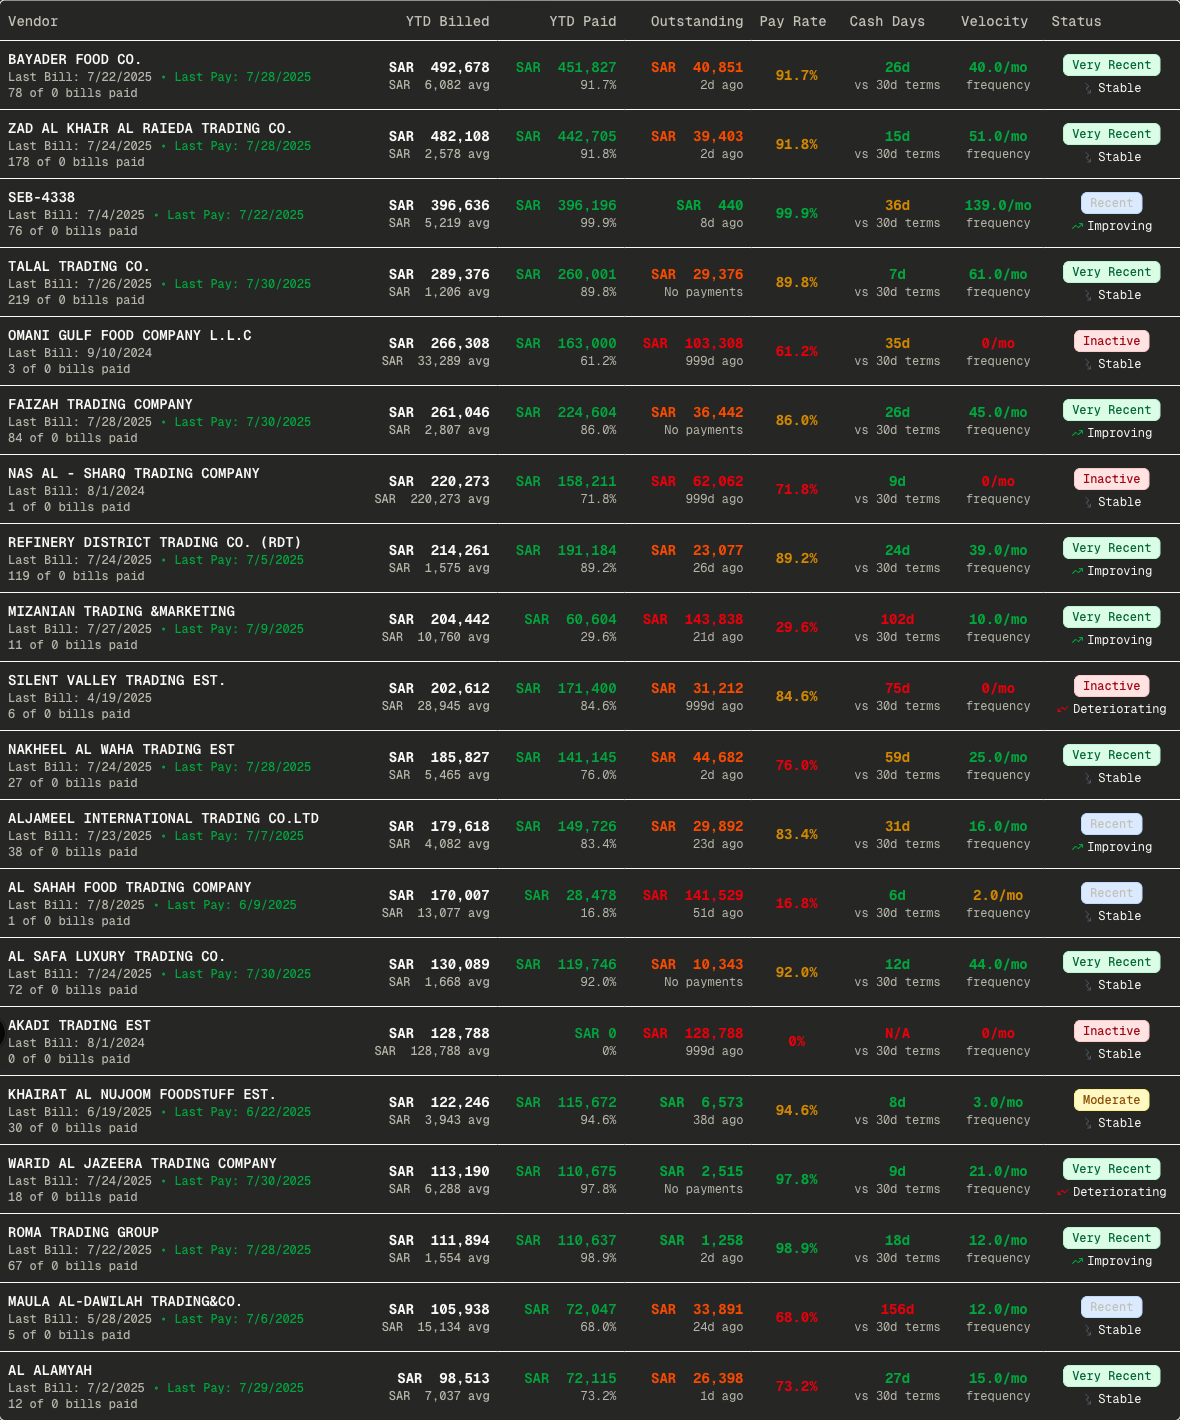 Vendor YTD Billed YTD Paid Outstanding Pay Rate Cash Days Velocity Status
BAYADER FOOD CO.
Last Bill: 7/22/2025 • Last Pay: 7/28/2025
78 of 0 bills paid
SAR 492,678
SAR 6,082 avg
SAR 451,827
91.7%
SAR 40,851
2d ago
91.7%
26d
vs 30d terms
40.0/mo
frequency
Very Recent
Stable
ZAD AL KHAIR AL RAIEDA TRADING CO.
Last Bill: 7/24/2025 • Last Pay: 7/28/2025
178 of 0 bills paid
SAR 482,108
SAR 2,578 avg
SAR 442,705
91.8%
SAR 39,403
2d ago
91.8%
15d
vs 30d terms
51.0/mo
frequency
Very Recent
Stable
SEB-4338
Last Bill: 7/4/2025 • Last Pay: 7/22/2025
76 of 0 bills paid
SAR 396,636
SAR 5,219 avg
SAR 396,196
99.9%
SAR 440
8d ago
99.9%
36d
vs 30d terms
139.0/mo
frequency
Recent
Improving
TALAL TRADING CO.
Last Bill: 7/26/2025 • Last Pay: 7/30/2025
219 of 0 bills paid
SAR 289,376
SAR 1,206 avg
SAR 260,001
89.8%
SAR 29,376
No payments
89.8%
7d
vs 30d terms
61.0/mo
frequency
Very Recent
Stable
OMANI GULF FOOD COMPANY L.L.C
Last Bill: 9/10/2024
3 of 0 bills paid
SAR 266,308
SAR 33,289 avg
SAR 163,000
61.2%
SAR 103,308
999d ago
61.2%
35d
vs 30d terms
0/mo
frequency
Inactive
Stable
FAIZAH TRADING COMPANY
Last Bill: 7/28/2025 • Last Pay: 7/30/2025
84 of 0 bills paid
SAR 261,046
SAR 2,807 avg
SAR 224,604
86.0%
SAR 36,442
No payments
86.0%
26d
vs 30d terms
45.0/mo
frequency
Very Recent
Improving
NAS AL - SHARQ TRADING COMPANY
Last Bill: 8/1/2024
1 of 0 bills paid
SAR 220,273
SAR 220,273 avg
SAR 158,211
71.8%
SAR 62,062
999d ago
71.8%
9d
vs 30d terms
0/mo
frequency
Inactive
Stable
REFINERY DISTRICT TRADING CO. (RDT)
Last Bill: 7/24/2025 • Last Pay: 7/5/2025
119 of 0 bills paid
SAR 214,261
SAR 1,575 avg
SAR 191,184
89.2%
SAR 23,077
26d ago
89.2%
24d
vs 30d terms
39.0/mo
frequency
Very Recent
Improving
MIZANIAN TRADING &MARKETING
Last Bill: 7/27/2025 • Last Pay: 7/9/2025
11 of 0 bills paid
SAR 204,442
SAR 10,760 avg
SAR 60,604
29.6%
SAR 143,838
21d ago
29.6%
102d
vs 30d terms
10.0/mo
frequency
Very Recent
Improving
SILENT VALLEY TRADING EST.
Last Bill: 4/19/2025
6 of 0 bills paid
SAR 202,612
SAR 28,945 avg
SAR 171,400
84.6%
SAR 31,212
999d ago
84.6%
75d
vs 30d terms
0/mo
frequency
Inactive
Deteriorating
NAKHEEL AL WAHA TRADING EST
Last Bill: 7/24/2025 • Last Pay: 7/28/2025
27 of 0 bills paid
SAR 185,827
SAR 5,465 avg
SAR 141,145
76.0%
SAR 44,682
2d ago
76.0%
59d
vs 30d terms
25.0/mo
frequency
Very Recent
Stable
ALJAMEEL INTERNATIONAL TRADING CO.LTD
Last Bill: 7/23/2025 • Last Pay: 7/7/2025
38 of 0 bills paid
SAR 179,618
SAR 4,082 avg
SAR 149,726
83.4%
SAR 29,892
23d ago
83.4%
31d
vs 30d terms
16.0/mo
frequency
Recent
Improving
AL SAHAH FOOD TRADING COMPANY
Last Bill: 7/8/2025 • Last Pay: 6/9/2025
1 of 0 bills paid
SAR 170,007
SAR 13,077 avg
SAR 28,478
16.8%
SAR 141,529
51d ago
16.8%
6d
vs 30d terms
2.0/mo
frequency
Recent
Stable
AL SAFA LUXURY TRADING CO.
Last Bill: 7/24/2025 • Last Pay: 7/30/2025
72 of 0 bills paid
SAR 130,089
SAR 1,668 avg
SAR 119,746
92.0%
SAR 10,343
No payments
92.0%
12d
vs 30d terms
44.0/mo
frequency
Very Recent
Stable
AKADI TRADING EST
Last Bill: 8/1/2024
0 of 0 bills paid
SAR 128,788
SAR 128,788 avg
SAR 0
0%
SAR 128,788
999d ago
0%
N/A
vs 30d terms
0/mo
frequency
Inactive
Stable
KHAIRAT AL NUJOOM FOODSTUFF EST.
Last Bill: 6/19/2025 • Last Pay: 6/22/2025
30 of 0 bills paid
SAR 122,246
SAR 3,943 avg
SAR 115,672
94.6%
SAR 6,573
38d ago
94.6%
8d
vs 30d terms
3.0/mo
frequency
Moderate
Stable
WARID AL JAZEERA TRADING COMPANY
Last Bill: 7/24/2025 • Last Pay: 7/30/2025
18 of 0 bills paid
SAR 113,190
SAR 6,288 avg
SAR 110,675
97.8%
SAR 2,515
No payments
97.8%
9d
vs 30d terms
21.0/mo
frequency
Very Recent
Deteriorating
ROMA TRADING GROUP
Last Bill: 7/22/2025 • Last Pay: 7/28/2025
67 of 0 bills paid
SAR 111,894
SAR 1,554 avg
SAR 110,637
98.9%
SAR 1,258
2d ago
98.9%
18d
vs 30d terms
12.0/mo
frequency
Very Recent
Improving
MAULA AL-DAWILAH TRADING&CO.
Last Bill: 5/28/2025 • Last Pay: 7/6/2025
5 of 0 bills paid
SAR 105,938
SAR 15,134 avg
SAR 72,047
68.0%
SAR 33,891
24d ago
68.0%
156d
vs 30d terms
12.0/mo
frequency
Recent
Stable
AL ALAMYAH
Last Bill: 7/2/2025 • Last Pay: 7/29/2025
12 of 0 bills paid
SAR 98,513
SAR 7,037 avg
SAR 72,115
73.2%
SAR 26,398
1d ago
73.2%
27d
vs 30d terms
15.0/mo
frequency
Very Recent
Stable